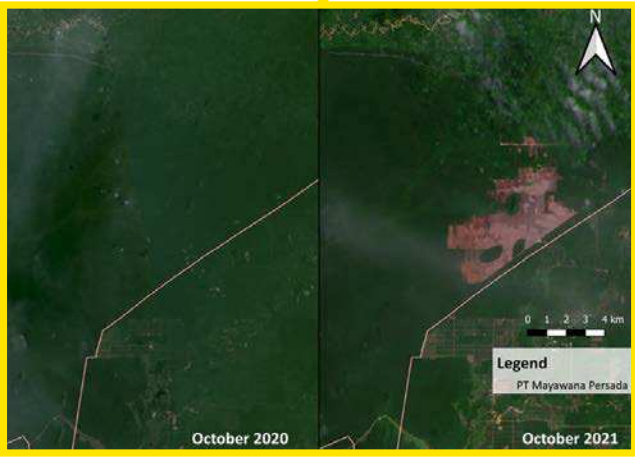 N
0 1 2 3 4 km
Legend
PT Mayawana Persada
October 2020
October 2021